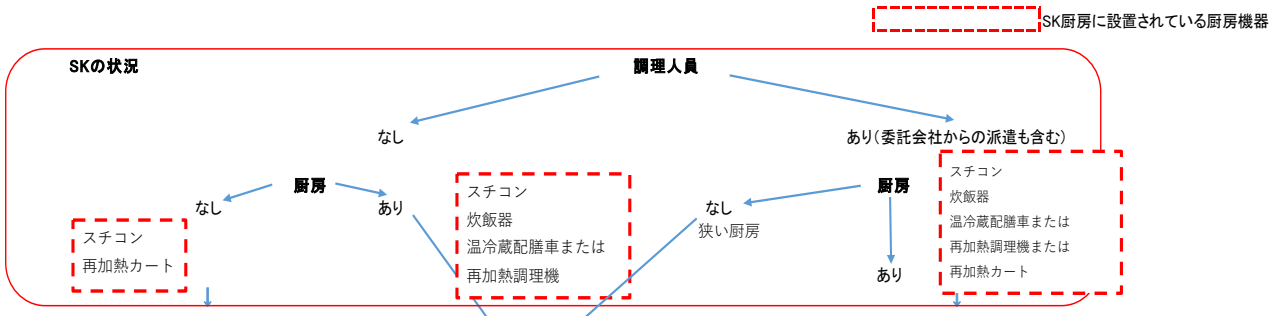 SK厨房に設置されている厨房機器
SKの状況
調理人員
なし
あり(委託会社からの派遣も含む)
厨房
なし
あり
スチコン
再加熱カート
スチコン
炊飯器
温冷蔵配膳車または
再加熱調理機
厨房
なし
狭い厨房
あり
スチコン
炊飯器
温冷蔵配膳車または
再加熱調理機または
再加熱カート